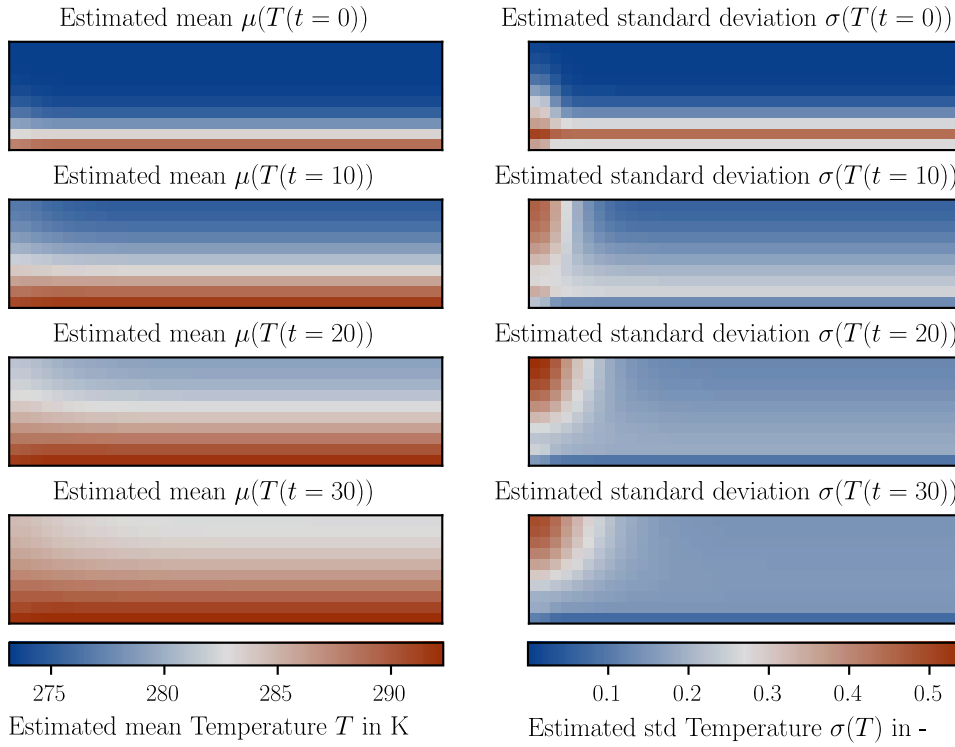 Estimated mean μ(T(t = 0))
Estimated standard deviation σ(T(t = 0))
Estimated mean μ(T(t = 10))
Estimated standard deviation σ(T(t = 10))
Estimated mean μ(T(t = 20))
Estimated standard deviation σ(T(t = 20))
Estimated mean μ(T(t = 30))
Estimated standard deviation σ(T(t = 30))
275 280 285 290
Estimated mean Temperature T in K
0.1 0.2 0.3 0.4 0.5
Estimated std Temperature σ(T) in -